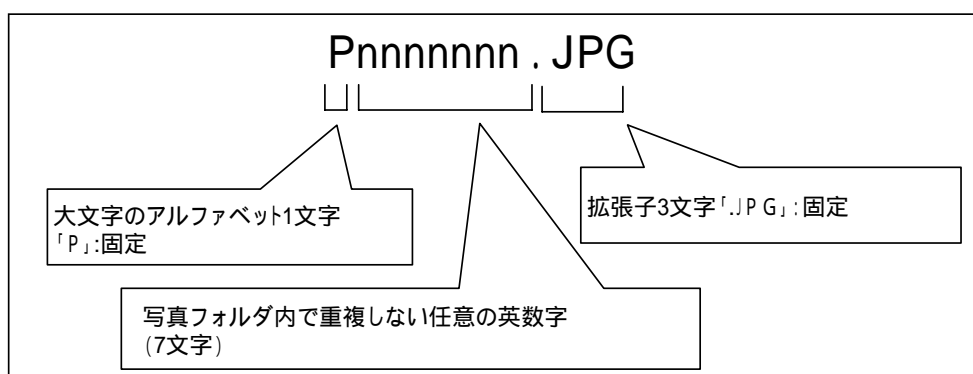 Pnnnnnnn.JPG
大文字のアルファベット1文字
「P」:固定
拡張子3文字「.JPG」:固定
写真フォルダ内で重複しない任意の英数字
(7文字)